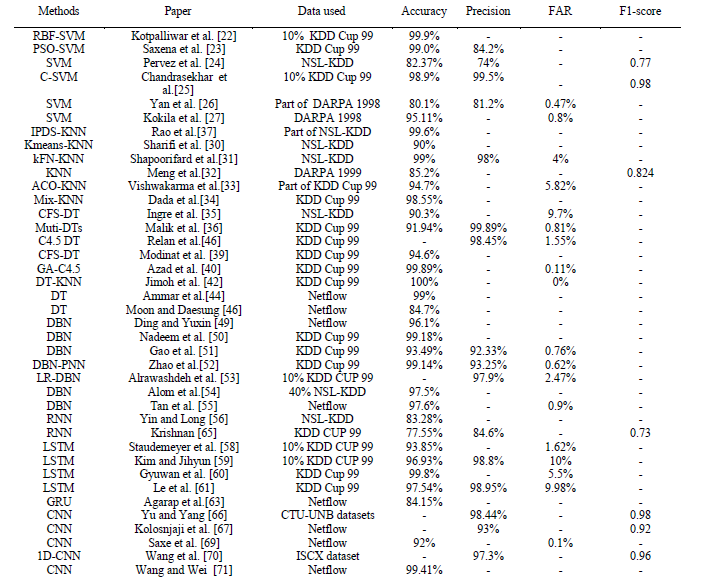 Methods Paper Data used Accuracy Precision FAR F1-score
RBF-SVM Kotpalliwar et al. [22] 10% KDD Cup 99 99.9% - - -
PSO-SVM Saxena et al. [23] KDD Cup 99 99.0% 84.2% - -
SVM Pervez et al. [24] NSL-KDD 82.37% 74% - 0.77
C-SVM Chandrasekhar et al.[25] 10% KDD Cup 99 98.9% 99.5% - 0.98
SVM Yan et al. [26] Part of DARPA 1998 80.1% 81.2% 0.47% -
SVM Kokila et al. [27] DARPA 1998 95.11% - 0.8% -
IPDS-KNN Rao et al.[37] Part of NSL-KDD 99.6% - - -
Kmeans-KNN Sharifi et al. [30] NSL-KDD 90% - - -
kFN-KNN Shapoorifard et al.[31] NSL-KDD 99% 98% 4% -
KNN Meng et al.[32] DARPA 1999 85.2% - - 0.824
ACO-KNN Vishwakarma et al.[33] Part of KDD Cup 99 94.7% - 5.82% -
Mix-KNN Dada et al.[34] KDD Cup 99 98.55% - - -
CFS-DT Ingre et al. [35] NSL-KDD 90.3% - 9.7% -
Muti-DTs Malik et al. [36] KDD Cup 99 91.94% 99.89% 0.81% -
C4.5 DT Relan et al.[46] KDD Cup 99 - 98.45% 1.55% -
CFS-DT Modinat et al. [39] KDD Cup 99 94.6% - - -
GA-C4.5 Azad et al. [40] KDD Cup 99 99.89% - 0.11% -
DT-KNN Jimoh et al. [42] KDD Cup 99 100% - 0% -
DT Ammar et al.[44] Netflow 99% - - -
DT Moon and Daesung [46] Netflow 84.7% - - -
DBN Ding and Yuxin [49] Netflow 96.1% - - -
DBN Nadeem et al. [50] KDD Cup 99 99.18% - - -
DBN Gao et al. [51] KDD Cup 99 93.49% 92.33% 0.76% -
DBN-PNN Zhao et al.[52] KDD Cup 99 99.14% 93.25% 0.62% -
LR-DBN Alrawashdeh et al. [53] 10% KDD CUP 99 - 97.9% 2.47% -
DBN Alom et al.[54] 40% NSL-KDD 97.5% - - -
DBN Tan et al. [55] Netflow 97.6% - 0.9% -
RNN Yin and Long [56] NSL-KDD 83.28% - - -
RNN Krishnan [65] KDD CUP 99 77.55% 84.6% - 0.73
LSTM Staudemeyer et al. [58] 10% KDD CUP 99 93.85% - 1.62% -
LSTM Kim and Jihyun [59] 10% KDD CUP 99 96.93% 98.8% 10% -
LSTM Gyuwan et al. [60] KDD Cup 99 99.8% - 5.5% -
LSTM Le et al. [61] KDD Cup 99 97.54% 98.95% 9.98% -
GRU Agarap et al.[63] Netflow 84.15% - - -
CNN Yu and Yang [66] CTU-UNB datasets - 98.44% - 0.98
CNN Kolosnjaji et al. [67] Netflow - 93% - 0.92
CNN Saxe et al. [69] Netflow 92% - 0.1% -
1D-CNN Wang et al. [70] ISCX dataset - 97.3% - 0.96
CNN Wang and Wei [71] Netflow 99.41% - - -